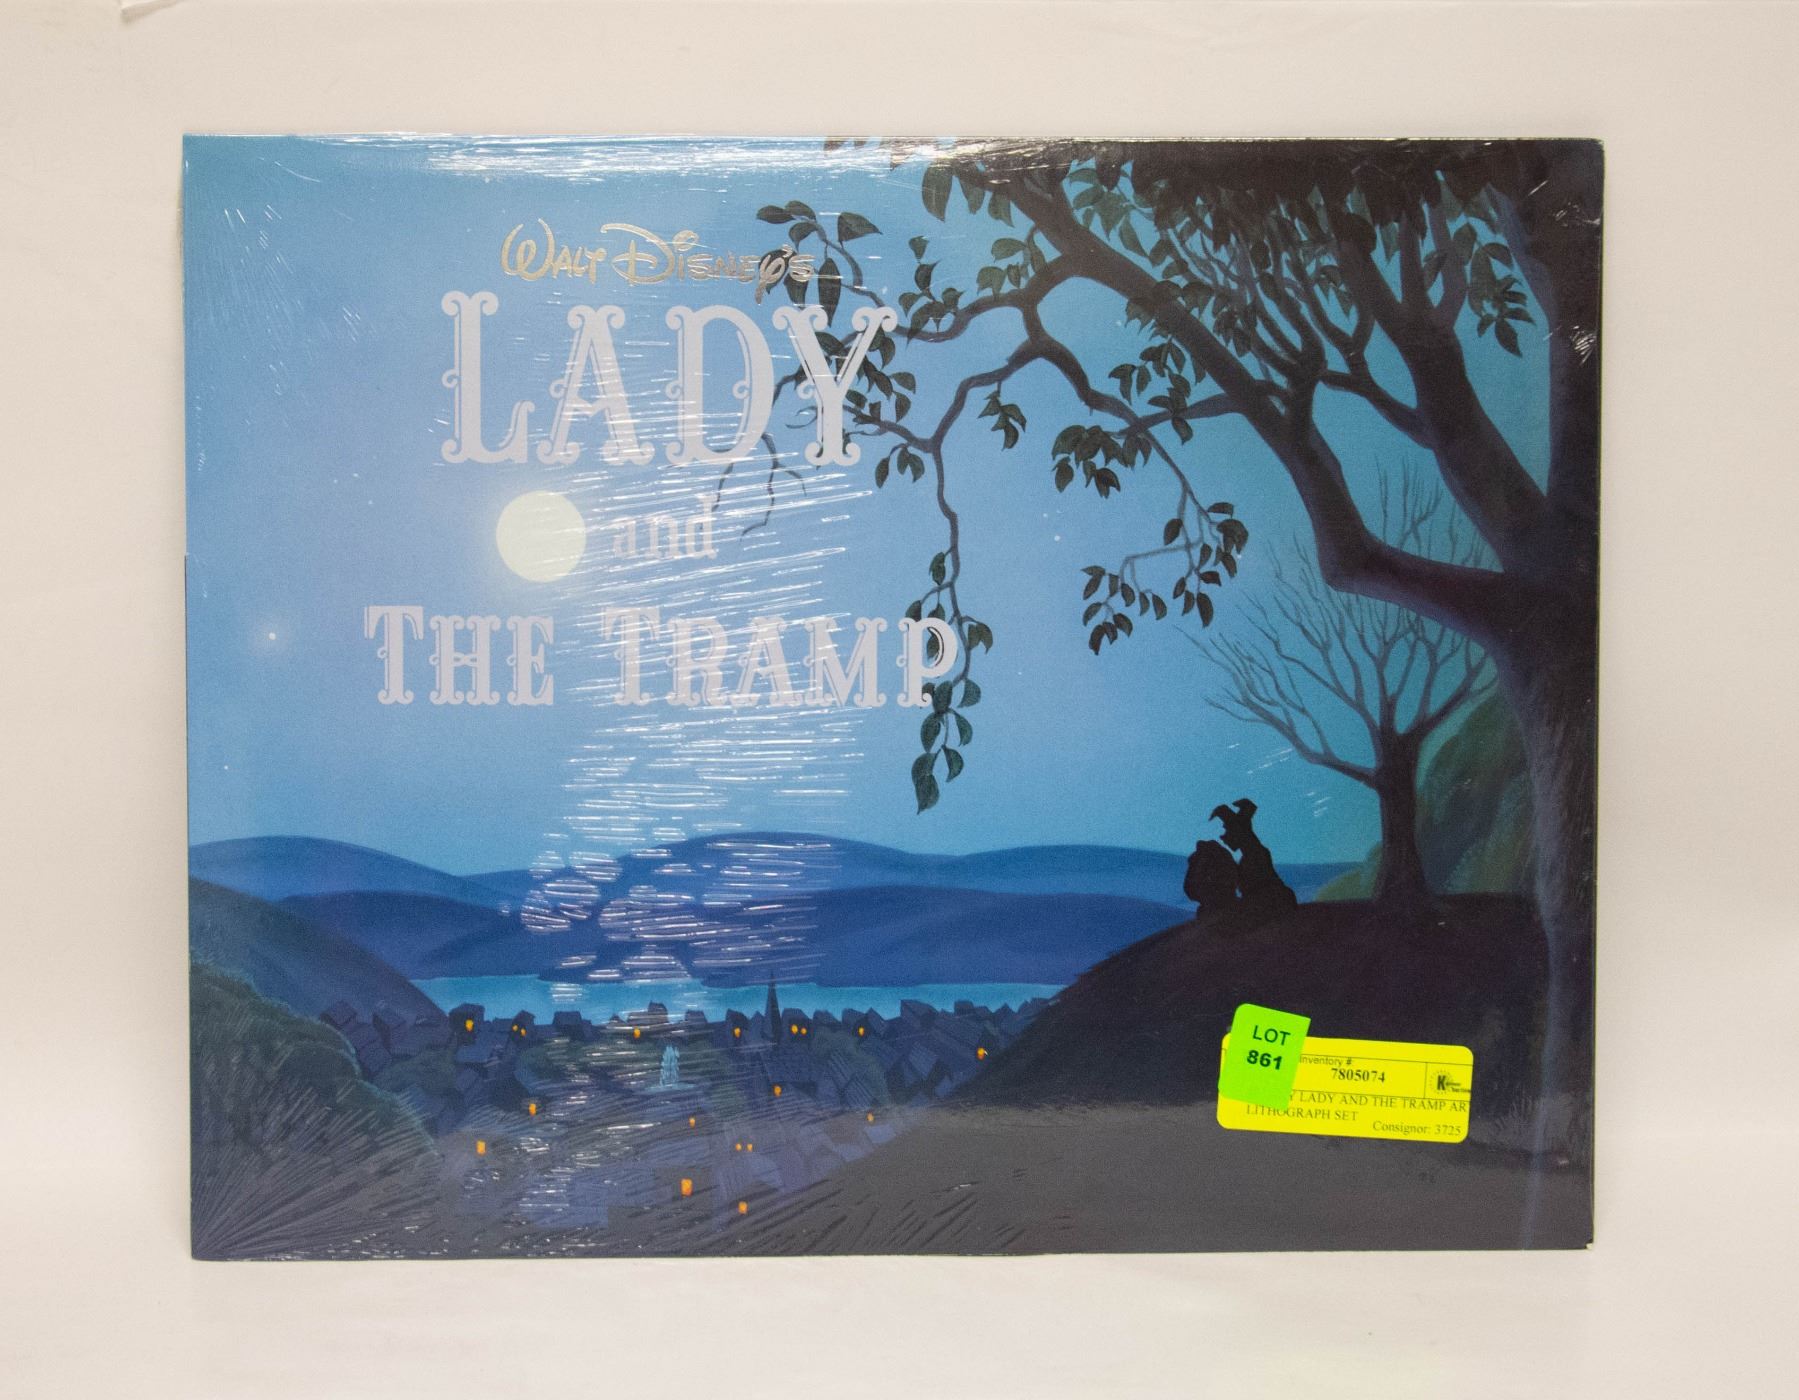 WALT DISNEY'S
LADY
and
THE TRAMP
LOT
861
Inventory #
7805074
Y LADY AND THE TRAMP AR
LITHOGRAPH SET
Consignor: 3725